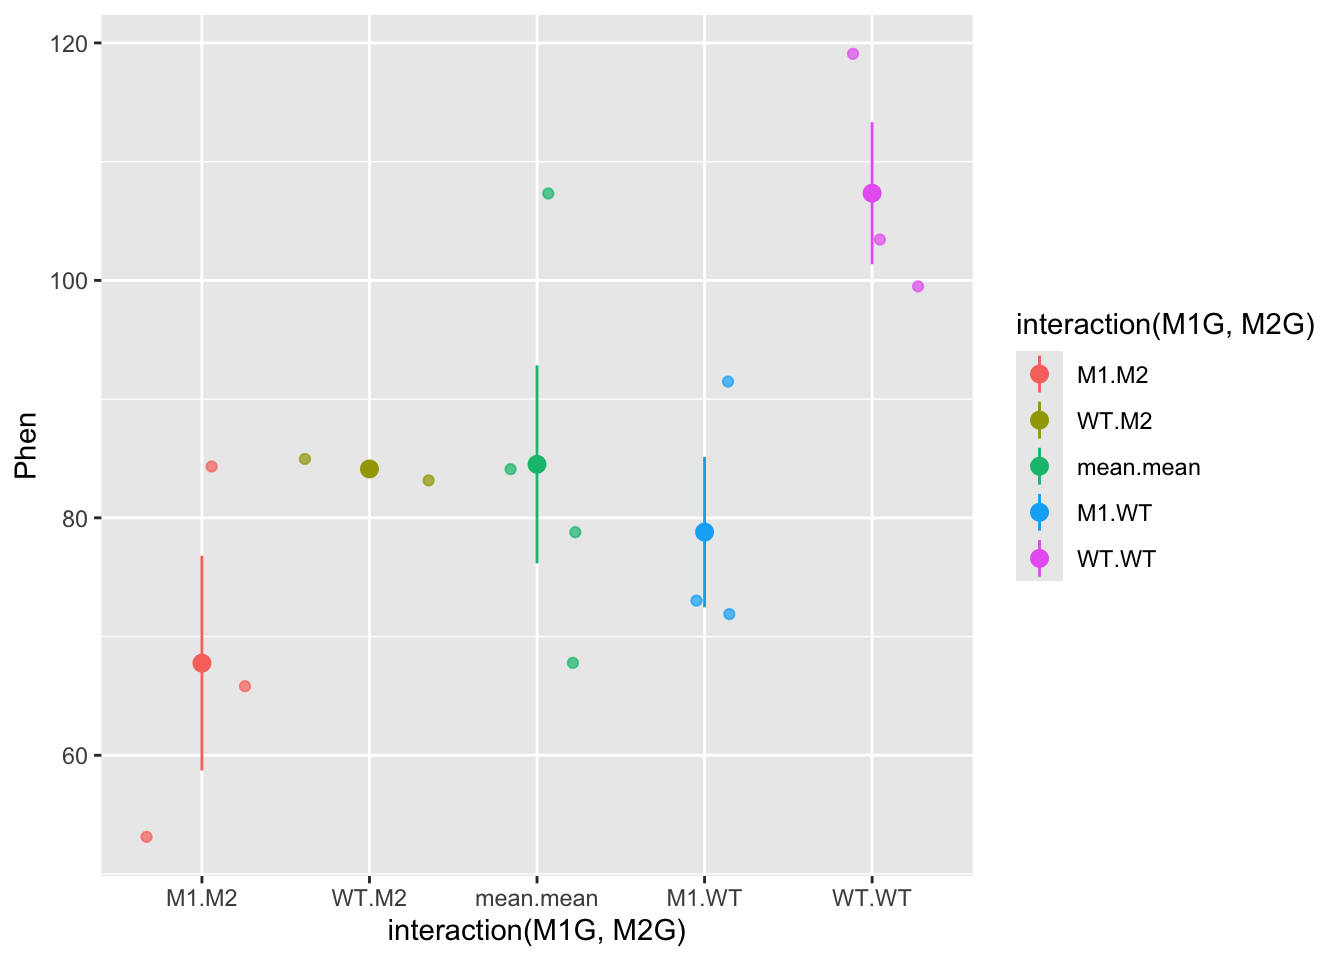 120
100
80
60
Phen
M1.M2 WT.M2 mean.mean M1.WT WT.WT
interaction(M1G, M2G)
interaction(M1G, M2G)
M1.M2
WT.M2
mean.mean
M1.WT
WT.WT